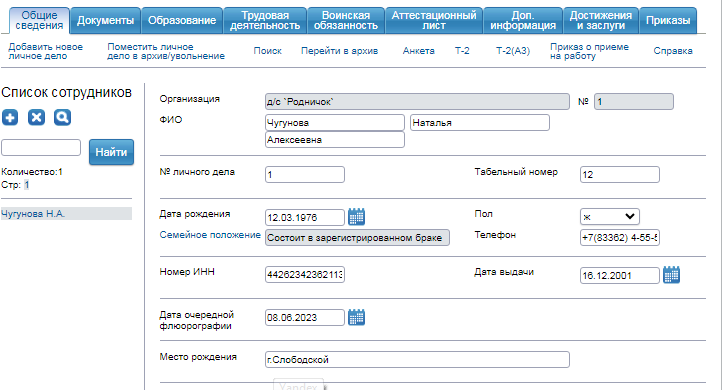 Общие сведения
Документы
Образование
Трудовая деятельность
Воинская обязанность
Аттестационный лист
Доп. информация
Достижения и заслуги
Приказы
Добавить новое личное дело
Поместить личное дело в архив/увольнение
Поиск
Перейти в архив
Анкета
Т-2
Т-2(А3)
Приказ о приеме на работу
Справка
Список сотрудников
Найти
Количество:1
Стр: 1
Чугунова Н.А.
Организация д/с `Родничок` № 1
ФИО Чугунова Наталья
Алексеевна
№ личного дела 1 Табельный номер 12
Дата рождения 12.03.1976 Пол ж
Семейное положение Состоит в зарегистрированном браке Телефон +7(83362) 4-55-5
Номер ИНН 44262342362113 Дата выдачи 16.12.2001
Дата очередной флюорографии 08.06.2023
Место рождения г.Слободской
Yandex